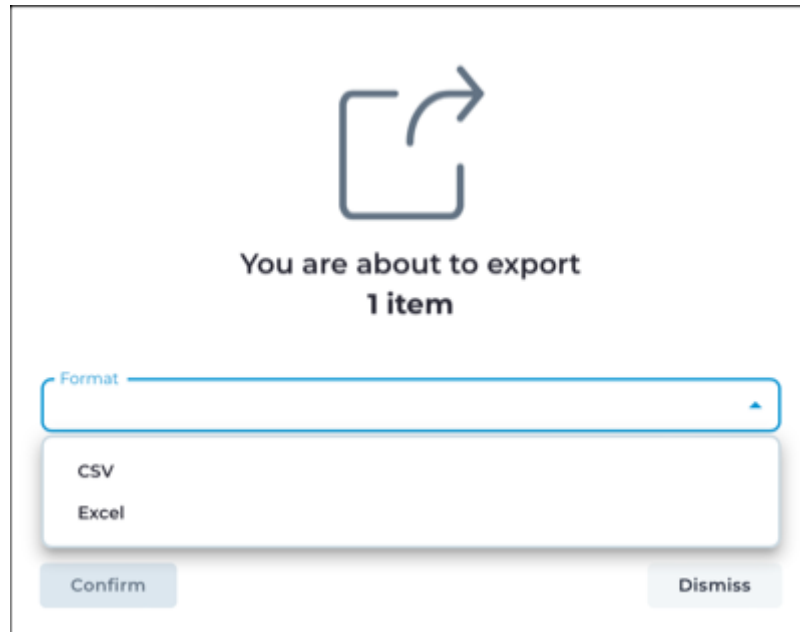 You are about to export
1 item
Format
CSV
Excel
Confirm
Dismiss